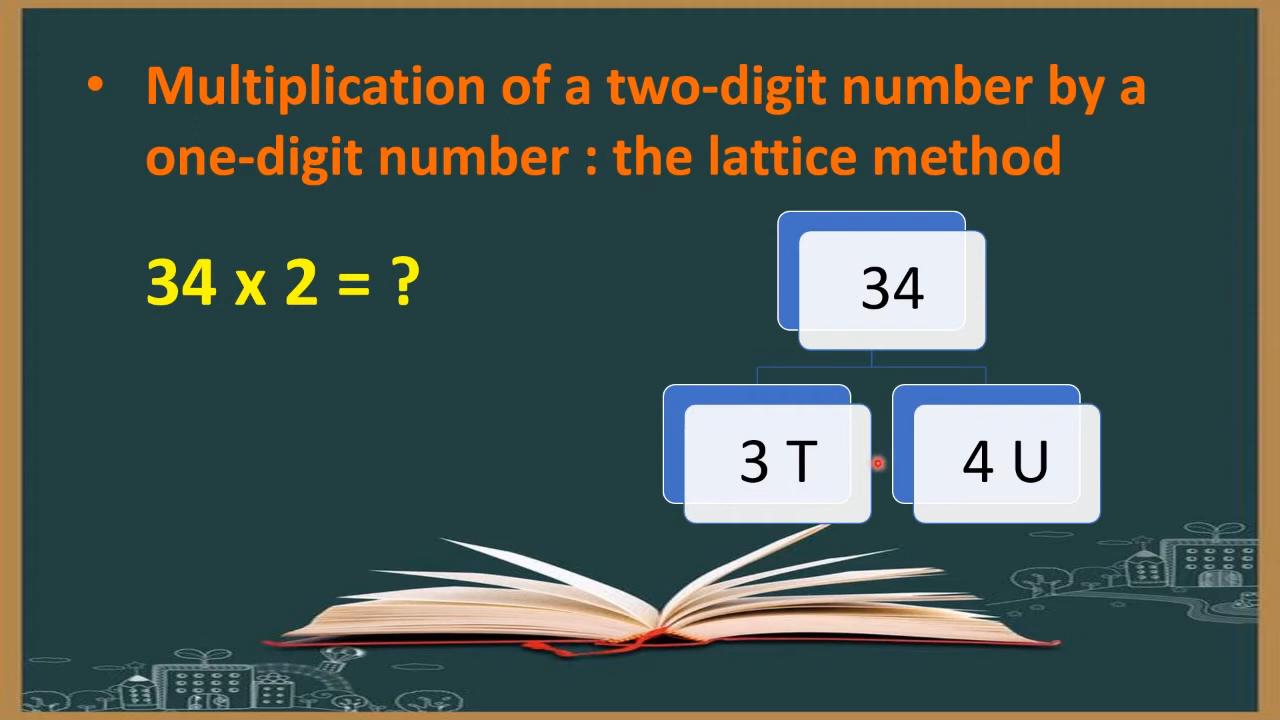 • Multiplication of a two-digit number by a
one-digit number : the lattice method
34 x 2 = ?
34
3 T
4 U